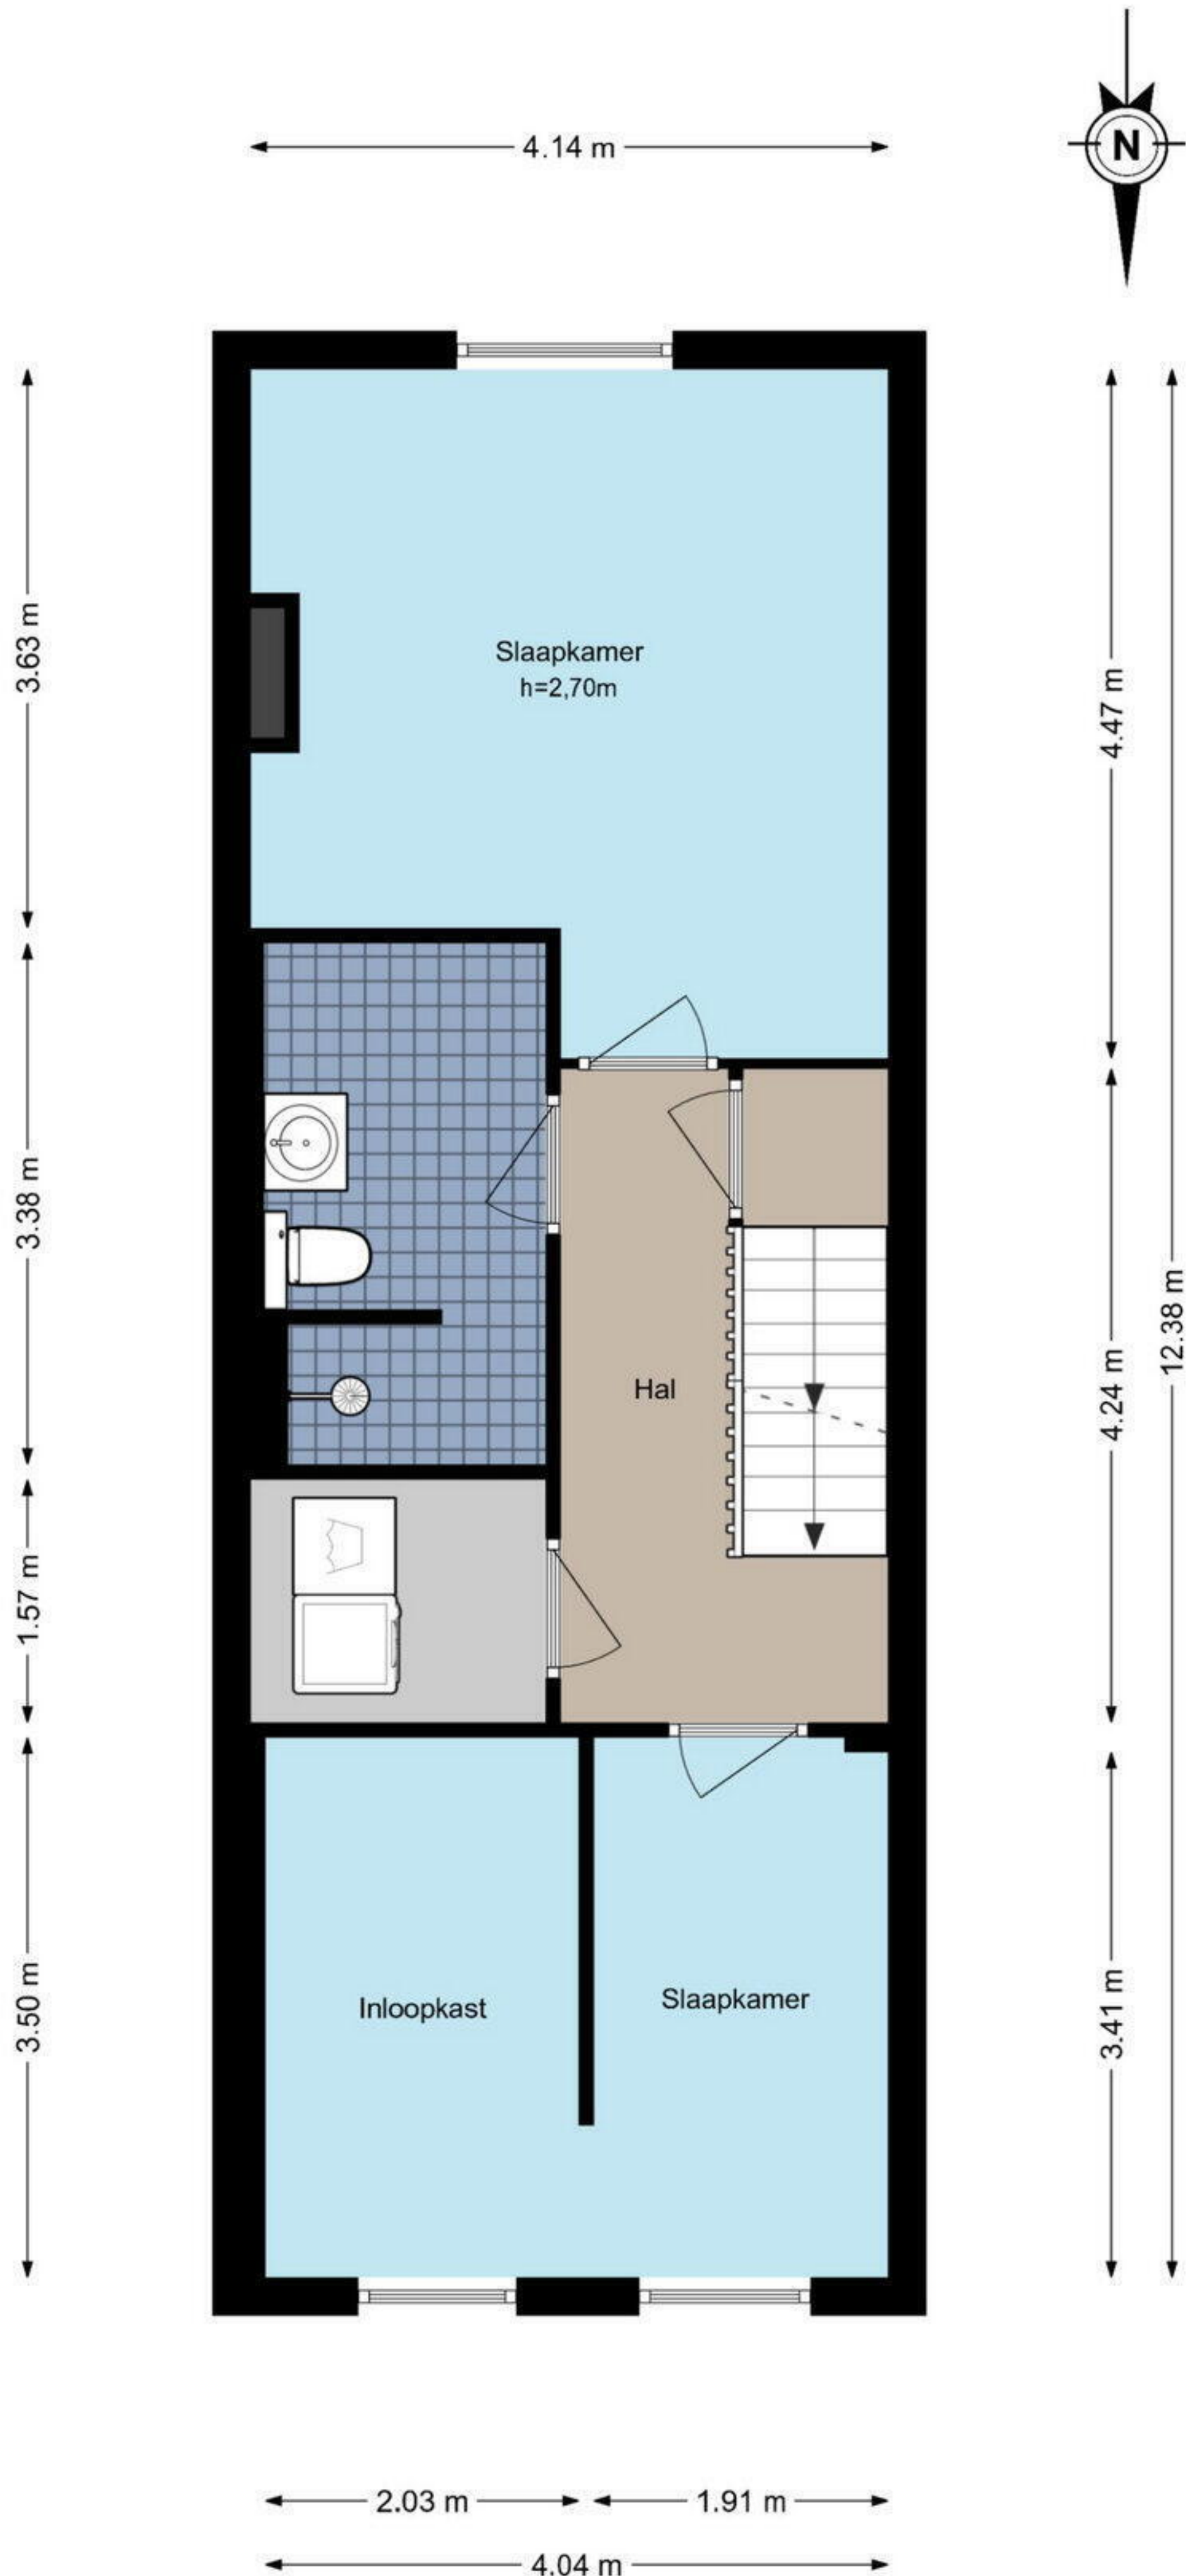 N
4.14 m
3.63 m
Slaapkamer
h=2,70m
4.47 m
3.38 m
Hal
4.24 m
12.38 m
1.57 m
Inloopkast
Slaapkamer
3.50 m
3.41 m
2.03 m
1.91 m
4.04 m